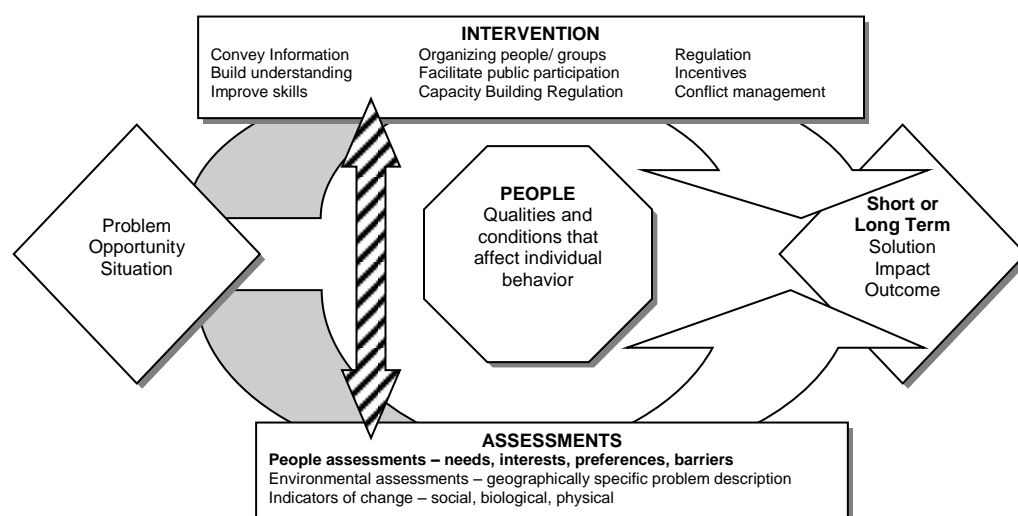 INTERVENTION
Convey Information
Build understanding
Improve skills
Organizing people/ groups
Facilitate public participation
Capacity Building Regulation
Regulation
Incentives
Conflict management
Problem
Opportunity
Situation
PEOPLE
Qualities and
conditions that
affect individual
behavior
Short or
Long Term
Solution
Impact
Outcome
ASSESSMENTS
People assessments – needs, interests, preferences, barriers
Environmental assessments – geographically specific problem description
Indicators of change – social, biological, physical